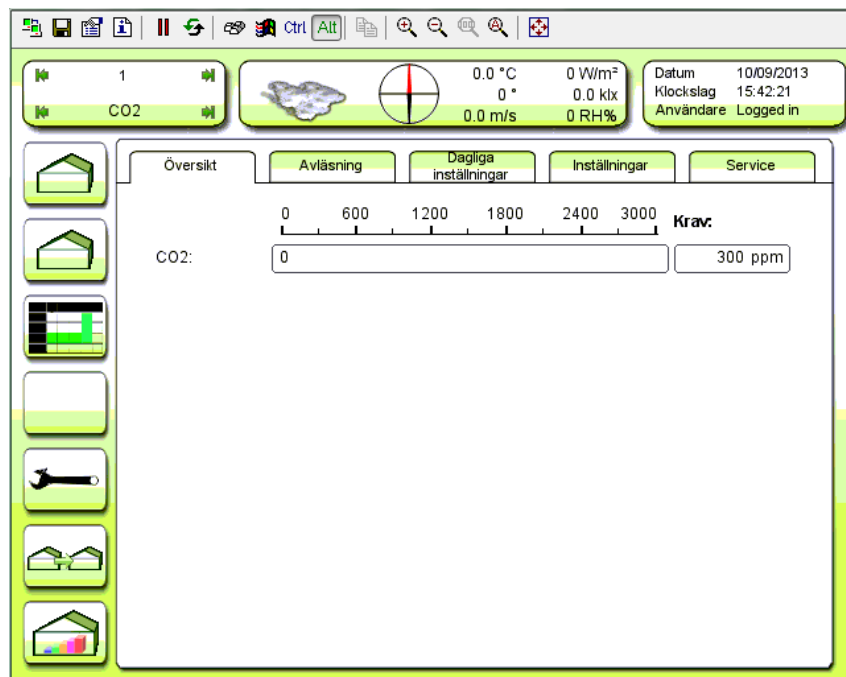 Ctrl Alt
1
CO2
0.0 °C 0 W/m²
0 ° 0.0 klx
0.0 m/s 0 RH%
Datum 10/09/2013
Klockslag 15:42:21
Användare Logged in
Översikt
Avläsning
Dagliga
inställningar
Inställningar
Service
0 600 1200 1800 2400 3000 Krav:
CO2: 0 300 ppm